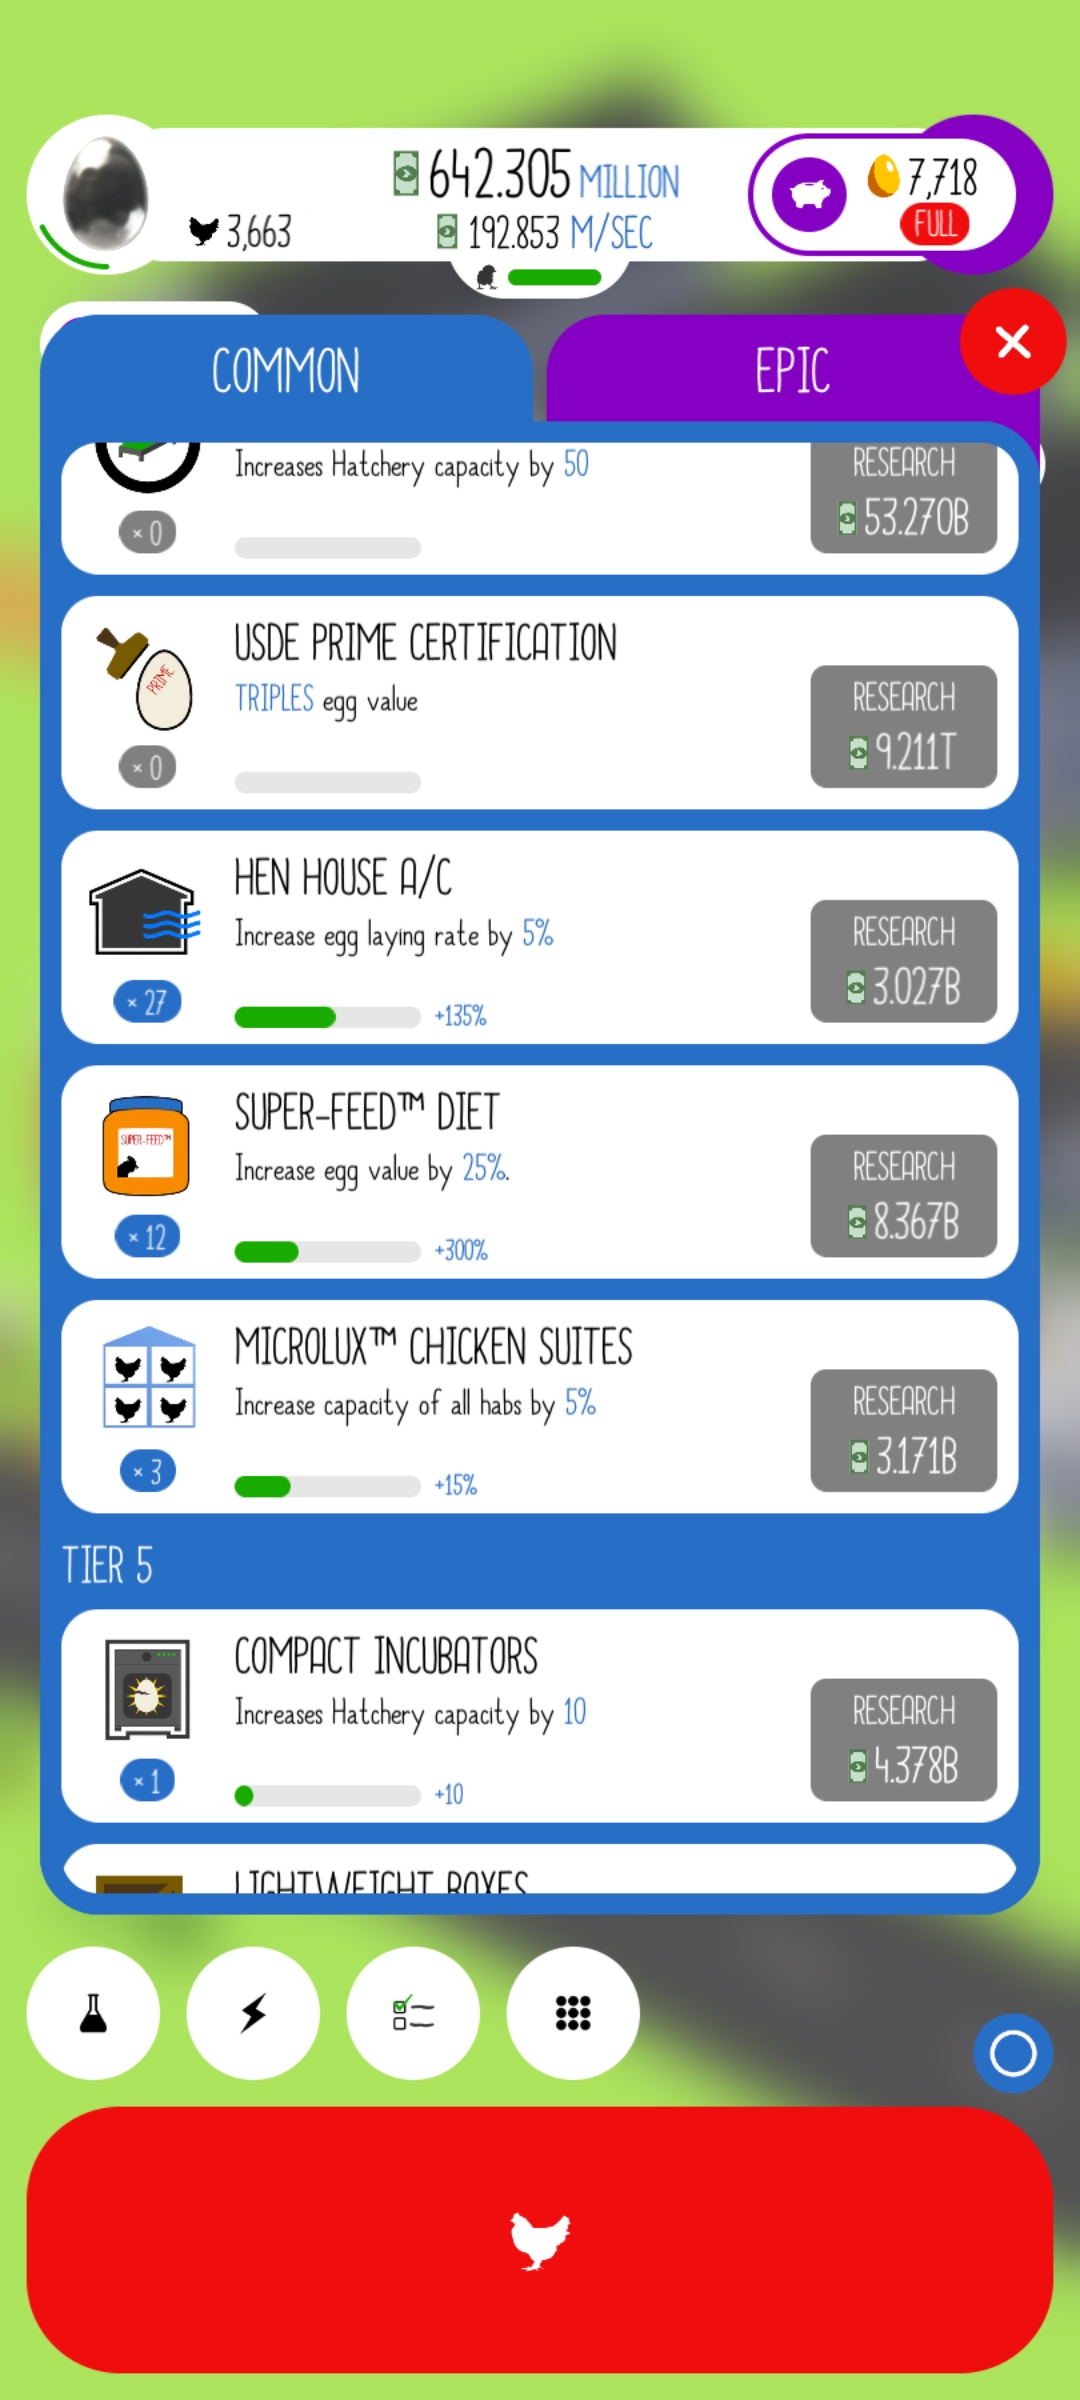 642.305 MILLION
7,718
3,663
192.853 M/SEC
FULL
COMMON
EPIC
Increases Hatchery capacity by 50
RESEARCH
53.270B
× 0
USDE PRIME CERTIFICATION
TRIPLES egg value
PRIME
RESEARCH
9.211T
× 0
HEN HOUSE A/C
Increase egg laying rate by 5%
RESEARCH
3.027B
× 27
+135%
SUPER-FEED™ DIET
SUPER-FEED™
Increase egg value by 25%.
RESEARCH
8.367B
× 12
+300%
MICROLUX™ CHICKEN SUITES
Increase capacity of all habs by 5%
RESEARCH
3.171B
× 3
+15%
TIER 5
COMPACT INCUBATORS
Increases Hatchery capacity by 10
RESEARCH
4.378B
× 1
+10
LIGHTWEIGHT BOXES